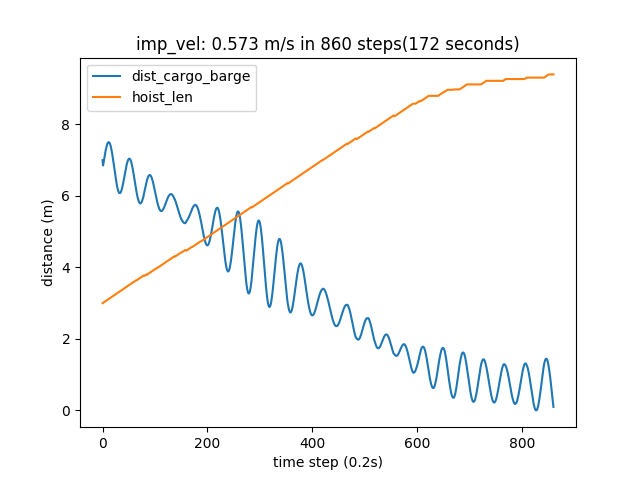 imp_vel: 0.573 m/s in 860 steps(172 seconds)
dist_cargo_barge
hoist_len
distance (m)
8
6
4
2
0
0 200 400 600 800
time step (0.2s)